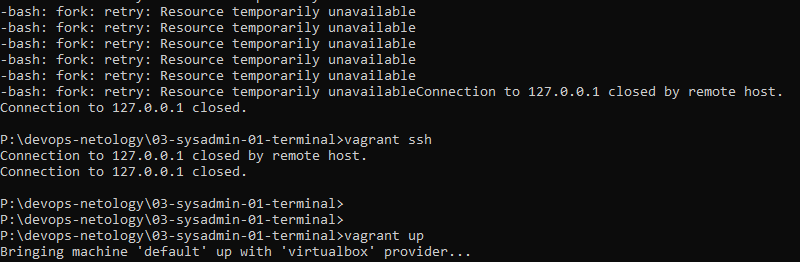 -bash: fork: retry: Resource temporarily unavailable
-bash: fork: retry: Resource temporarily unavailable
-bash: fork: retry: Resource temporarily unavailable
-bash: fork: retry: Resource temporarily unavailable
-bash: fork: retry: Resource temporarily unavailable
-bash: fork: retry: Resource temporarily unavailableConnection to 127.0.0.1 closed by remote host.
Connection to 127.0.0.1 closed.
P:\devops-netology\03-sysadmin-01-terminal>vagrant ssh
Connection to 127.0.0.1 closed by remote host.
Connection to 127.0.0.1 closed.
P:\devops-netology\03-sysadmin-01-terminal>
P:\devops-netology\03-sysadmin-01-terminal>
P:\devops-netology\03-sysadmin-01-terminal>vagrant up
Bringing machine 'default' up with 'virtualbox' provider...